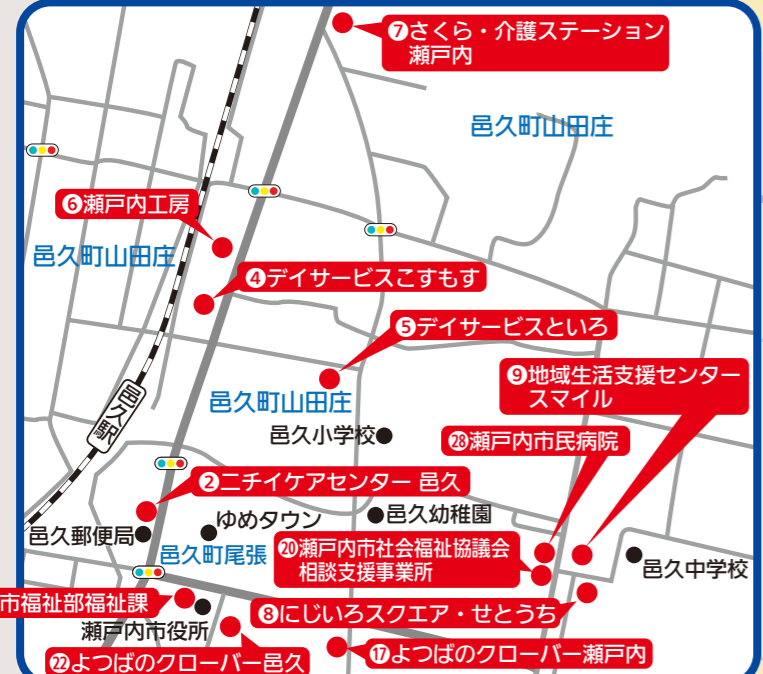 ❼さくら・介護ステーション
瀬戸内
邑久町山田庄
❻瀬戸内工房
邑久町山田庄
❹デイサービスこすもす
❺デイサービスといろ
❾地域生活支援センター
スマイル
邑久駅
邑久町山田庄
邑久小学校
㉘瀬戸内市民病院
❷ニチイケアセンター 邑久
邑久郵便局
ゆめタウン
邑久幼稚園
邑久町尾張
⑳瀬戸内市社会福祉協議会
相談支援事業所
邑久中学校
市福祉部福祉課
❽にじいろスクエア・せとうち
瀬戸内市役所
㉒よつばのクローバー邑久
⓱よつばのクローバー瀬戸内